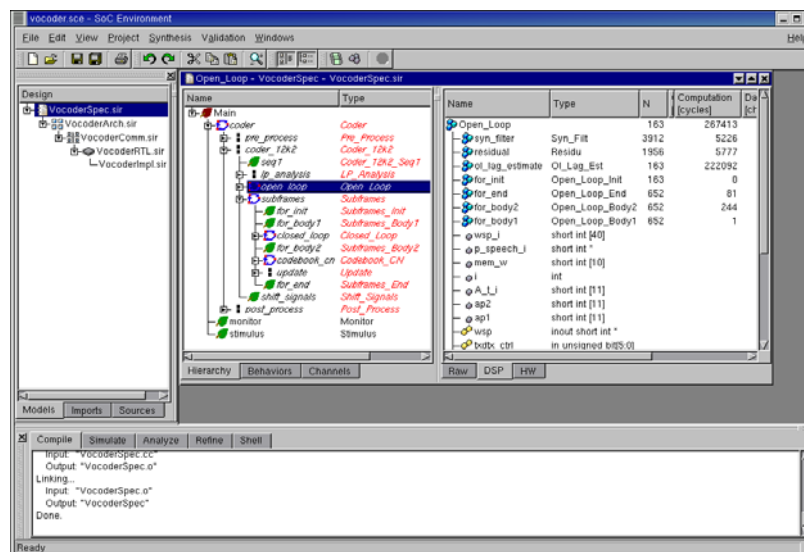 vocoder.sce - SoC Environment
File Edit View Project Synthesis Validation Windows Help
Design
VocoderSpec.sir
VocoderArch.sir
VocoderComm.sir
VocoderRTL.sir
VocoderImpl.sir
Models Imports Sources
Open_Loop - VocoderSpec - VocoderSpec.sir
Name Type
Main
coder Coder
pre_process Pre_Process
coder_12k2 Coder_12k2
seq1 Coder_12k2_Seq1
lp_analysis LP_Analysis
open_loop Open_Loop
subframes Subframes
for_init Subframes_Init
for_body1 Subframes_Body1
closed_loop Closed_Loop
for_body2 Subframes_Body2
codebook_cn Codebook_CN
update Update
for_end Subframes_End
shift_signals Shift_Signals
post_process Post_Process
monitor Monitor
stimulus Stimulus
Hierarchy Behaviors Channels
Name Type N Computation [cycles] Da
Open_Loop 163 267413
syn_filter Syn_Filt 3912 5226
residual Residu 1956 5777
ol_lag_estimate Ol_Lag_Est 163 222092
for_init Open_Loop_Init 163 0
for_end Open_Loop_End 652 81
for_body2 Open_Loop_Body2 652 244
for_body1 Open_Loop_Body1 652 1
wsp_i short int [40]
p_speech_i short int *
mem_w short int [10]
i int
A_t_i short int [11]
ap2 short int [11]
ap1 short int [11]
wsp inout short int *
txdtx_ctrl in unsigned bit[5:0]
Raw DSP HW
Compile Simulate Analyze Refine Shell
Input: "VocoderSpec.cc"
Output: "VocoderSpec.o"
Linking...
Input: "VocoderSpec.o"
Output: "VocoderSpec"
Done.
Ready